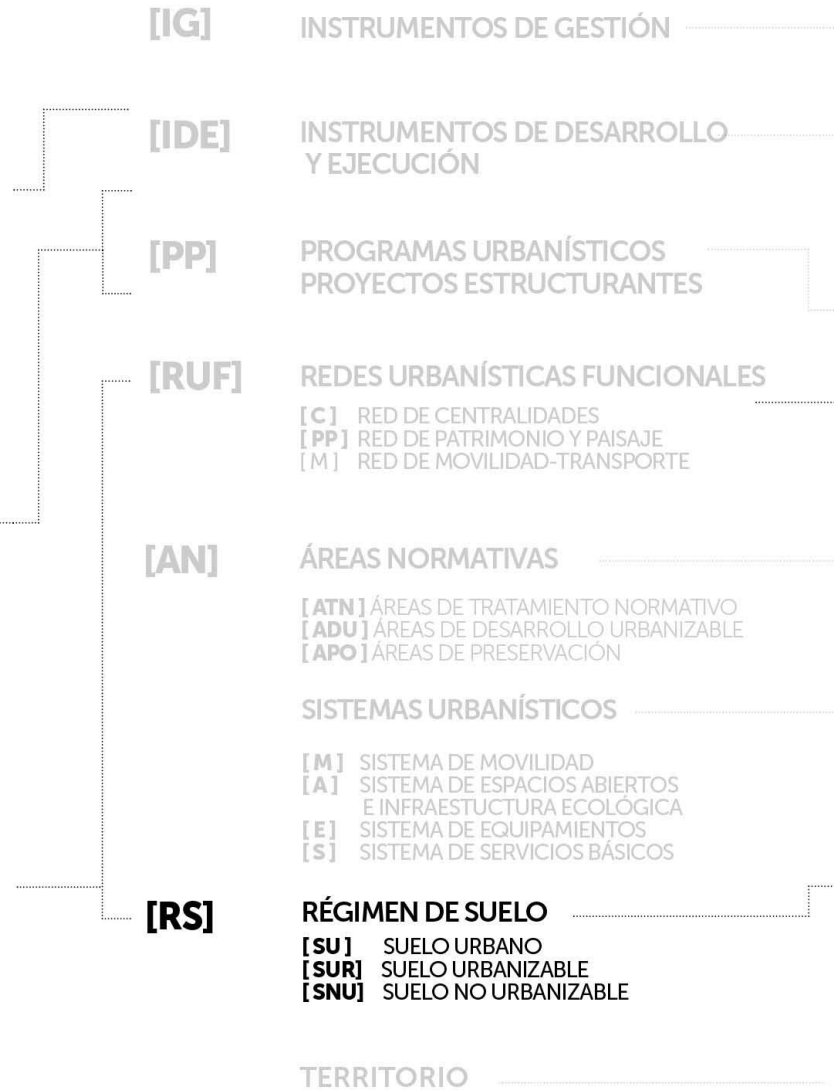 [IG] INSTRUMENTOS DE GESTIÓN
[IDE] INSTRUMENTOS DE DESARROLLO
Y EJECUCIÓN
[PP] PROGRAMAS URBANÍSTICOS
PROYECTOS ESTRUCTURANTES
[RUF] REDES URBANÍSTICAS FUNCIONALES
[ C ] RED DE CENTRALIDADES
[ PP ] RED DE PATRIMONIO Y PAISAJE
[ M ] RED DE MOVILIDAD-TRANSPORTE
[AN] ÁREAS NORMATIVAS
[ ATN ] ÁREAS DE TRATAMIENTO NORMATIVO
[ ADU ] ÁREAS DE DESARROLLO URBANIZABLE
[ APO ] ÁREAS DE PRESERVACIÓN
SISTEMAS URBANÍSTICOS
[ M ] SISTEMA DE MOVILIDAD
[ A ] SISTEMA DE ESPACIOS ABIERTOS
E INFRAESTUCTURA ECOLÓGICA
[ E ] SISTEMA DE EQUIPAMIENTOS
[ S ] SISTEMA DE SERVICIOS BÁSICOS
[RS] RÉGIMEN DE SUELO
[ SU ] SUELO URBANO
[ SUR] SUELO URBANIZABLE
[ SNU] SUELO NO URBANIZABLE
TERRITORIO